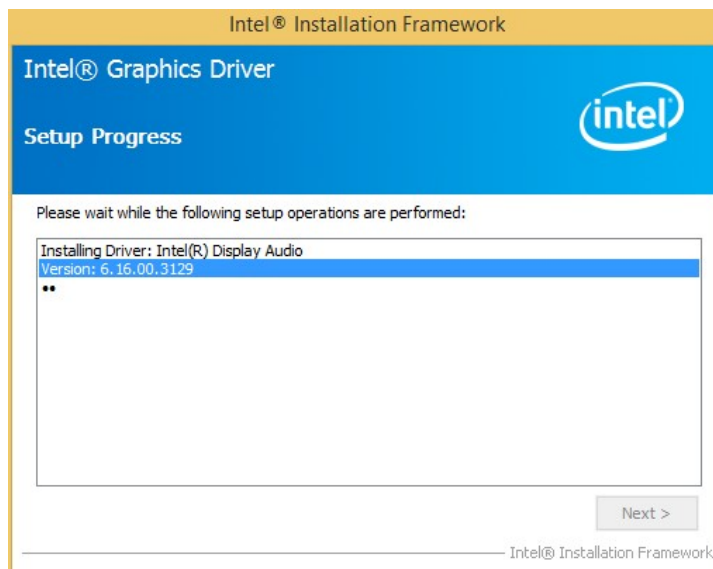 Intel® Installation Framework
Intel® Graphics Driver
intel
Setup Progress
Please wait while the following setup operations are performed:
Installing Driver: Intel(R) Display Audio
Version: 6.16.00.3129
••
Next >
Intel® Installation Framework